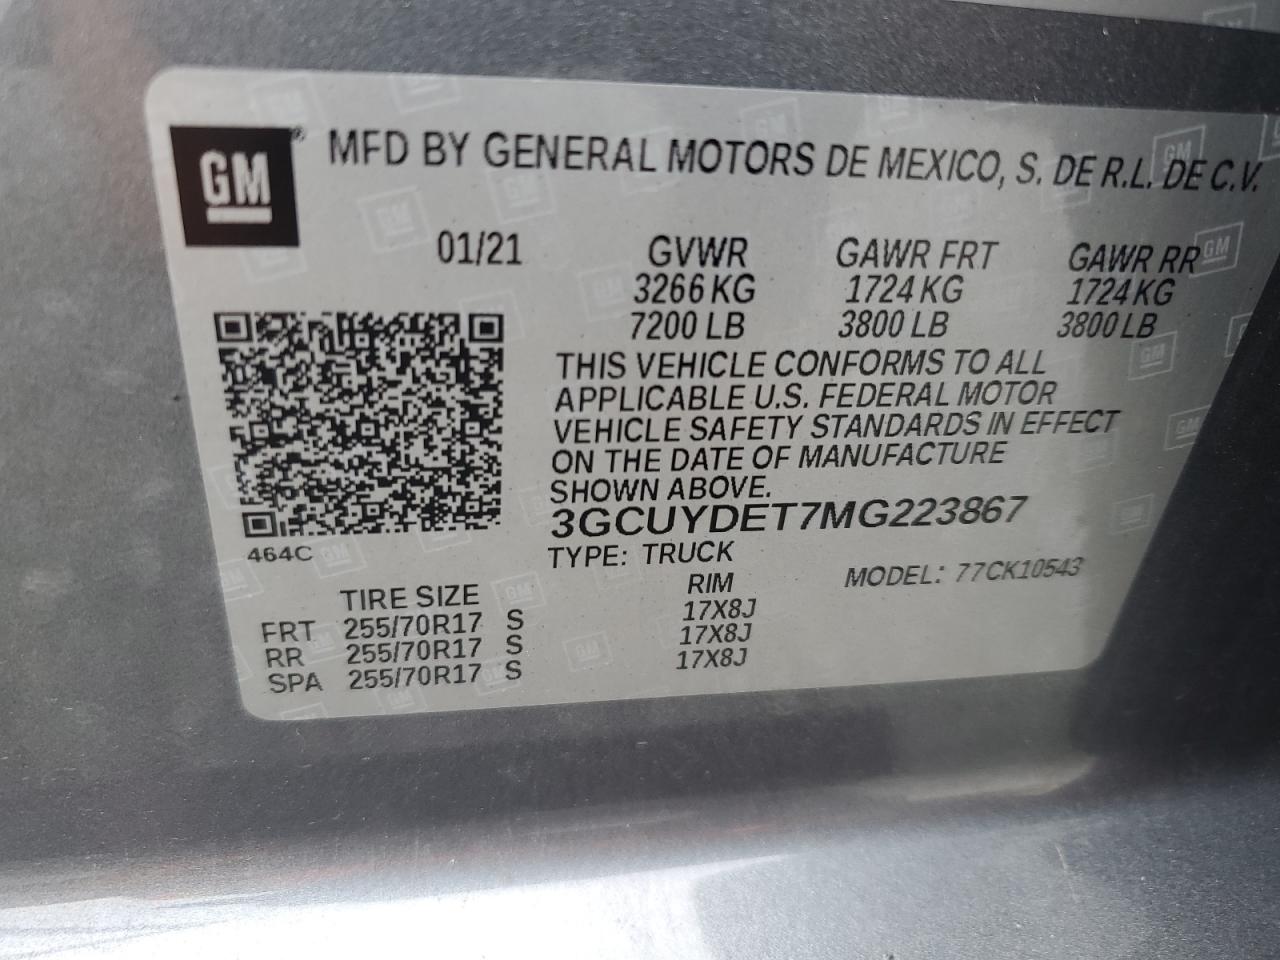 GM® MFD BY GENERAL MOTORS DE MEXICO, S. DE R.L. DE C.V.
01/21 GVWR GAWR FRT GAWR RR
3266 KG 1724 KG 1724 KG
7200 LB 3800 LB 3800 LB
THIS VEHICLE CONFORMS TO ALL
APPLICABLE U.S. FEDERAL MOTOR
VEHICLE SAFETY STANDARDS IN EFFECT
ON THE DATE OF MANUFACTURE
SHOWN ABOVE.
3GCUYDET7MG223867
464C TYPE: TRUCK MODEL: 77CK10543
TIRE SIZE RIM
FRT 255/70R17 S 17X8J
RR 255/70R17 S 17X8J
SPA 255/70R17 S 17X8J